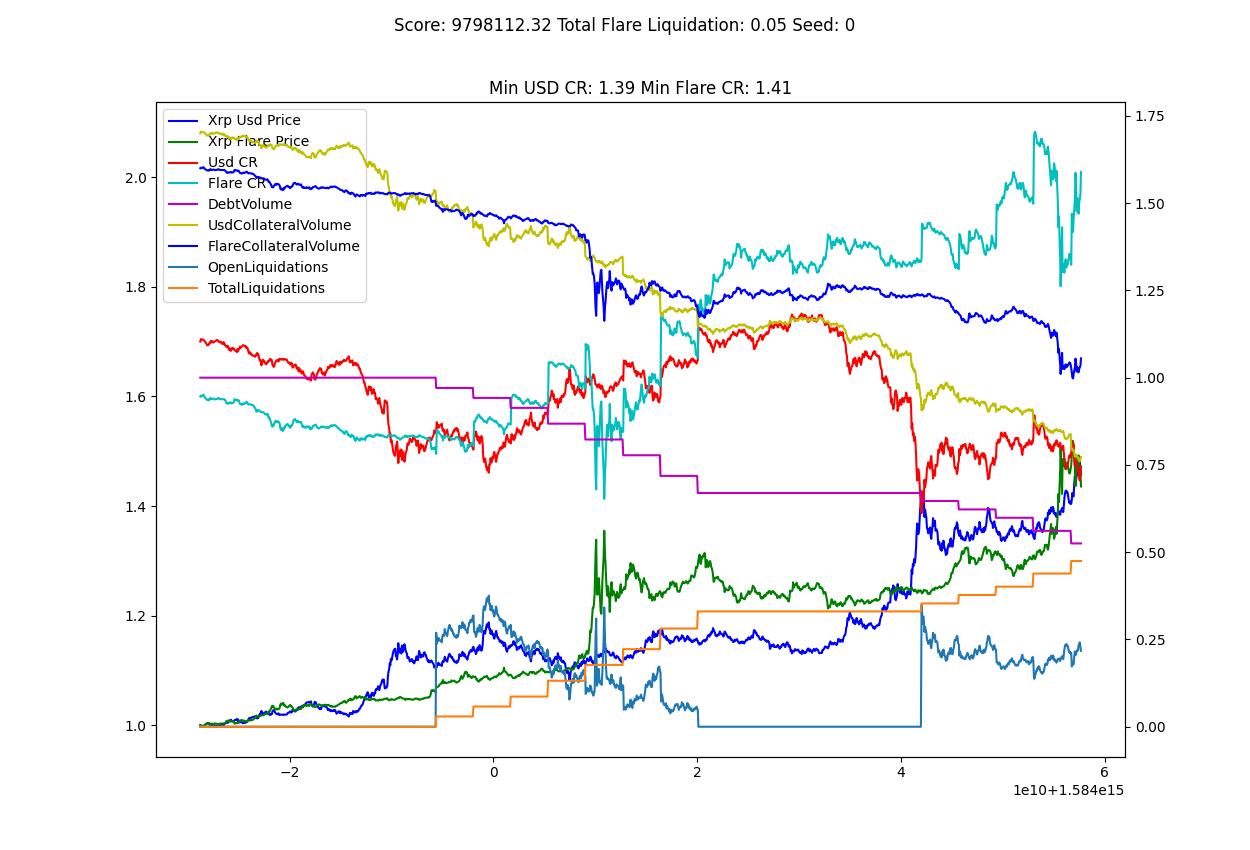 Score: 9798112.32 Total Flare Liquidation: 0.05 Seed: 0
Min USD CR: 1.39 Min Flare CR: 1.41
Xrp Usd Price
Xrp Flare Price
Usd CR
Flare CR
DebtVolume
UsdCollateralVolume
FlareCollateralVolume
OpenLiquidations
TotalLiquidations
2.0
1.8
1.6
1.4
1.2
1.0
1.75
1.50
1.25
1.00
0.75
0.50
0.25
0.00
−2 0 2 4 6
1e10+1.584e15